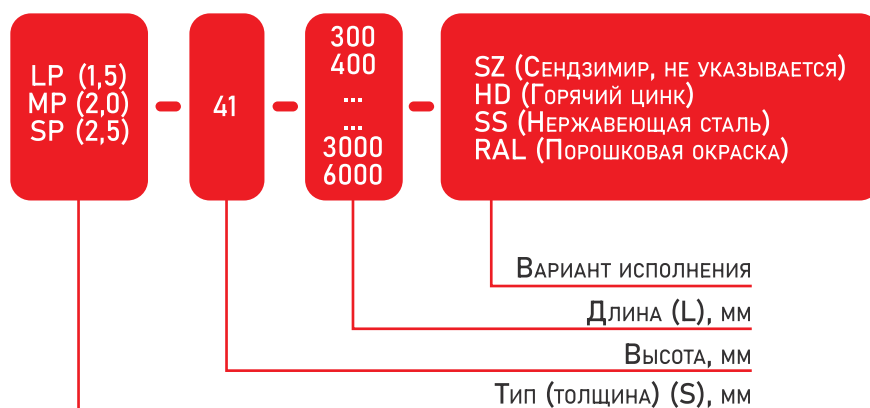 LP (1,5)
MP (2,0)
SP (2,5)
-
41
-
300
400
...
...
3000
6000
-
SZ (Сендзимир, не указывается)
HD (Горячий цинк)
SS (Нержавеющая сталь)
RAL (Порошковая окраска)
Вариант исполнения
Длина (L), мм
Высота, мм
Тип (толщина) (S), мм